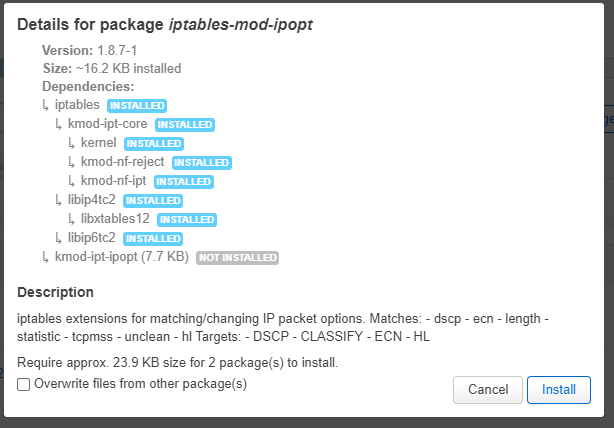 Details for package iptables-mod-ipopt
Version: 1.8.7-1
Size: ~16.2 KB installed
Dependencies:
↳ iptables INSTALLED
↳ kmod-ipt-core INSTALLED
↳ kernel INSTALLED
↳ kmod-nf-reject INSTALLED
↳ kmod-nf-ipt INSTALLED
↳ libip4tc2 INSTALLED
↳ libxtables12 INSTALLED
↳ libip6tc2 INSTALLED
↳ kmod-ipt-ipopt (7.7 KB) NOT INSTALLED
Description
iptables extensions for matching/changing IP packet options. Matches: - dscp - ecn - length -
statistic - tcpmss - unclean - hl Targets: - DSCP - CLASSIFY - ECN - HL
Require approx. 23.9 KB size for 2 package(s) to install.
Overwrite files from other package(s)
Cancel Install